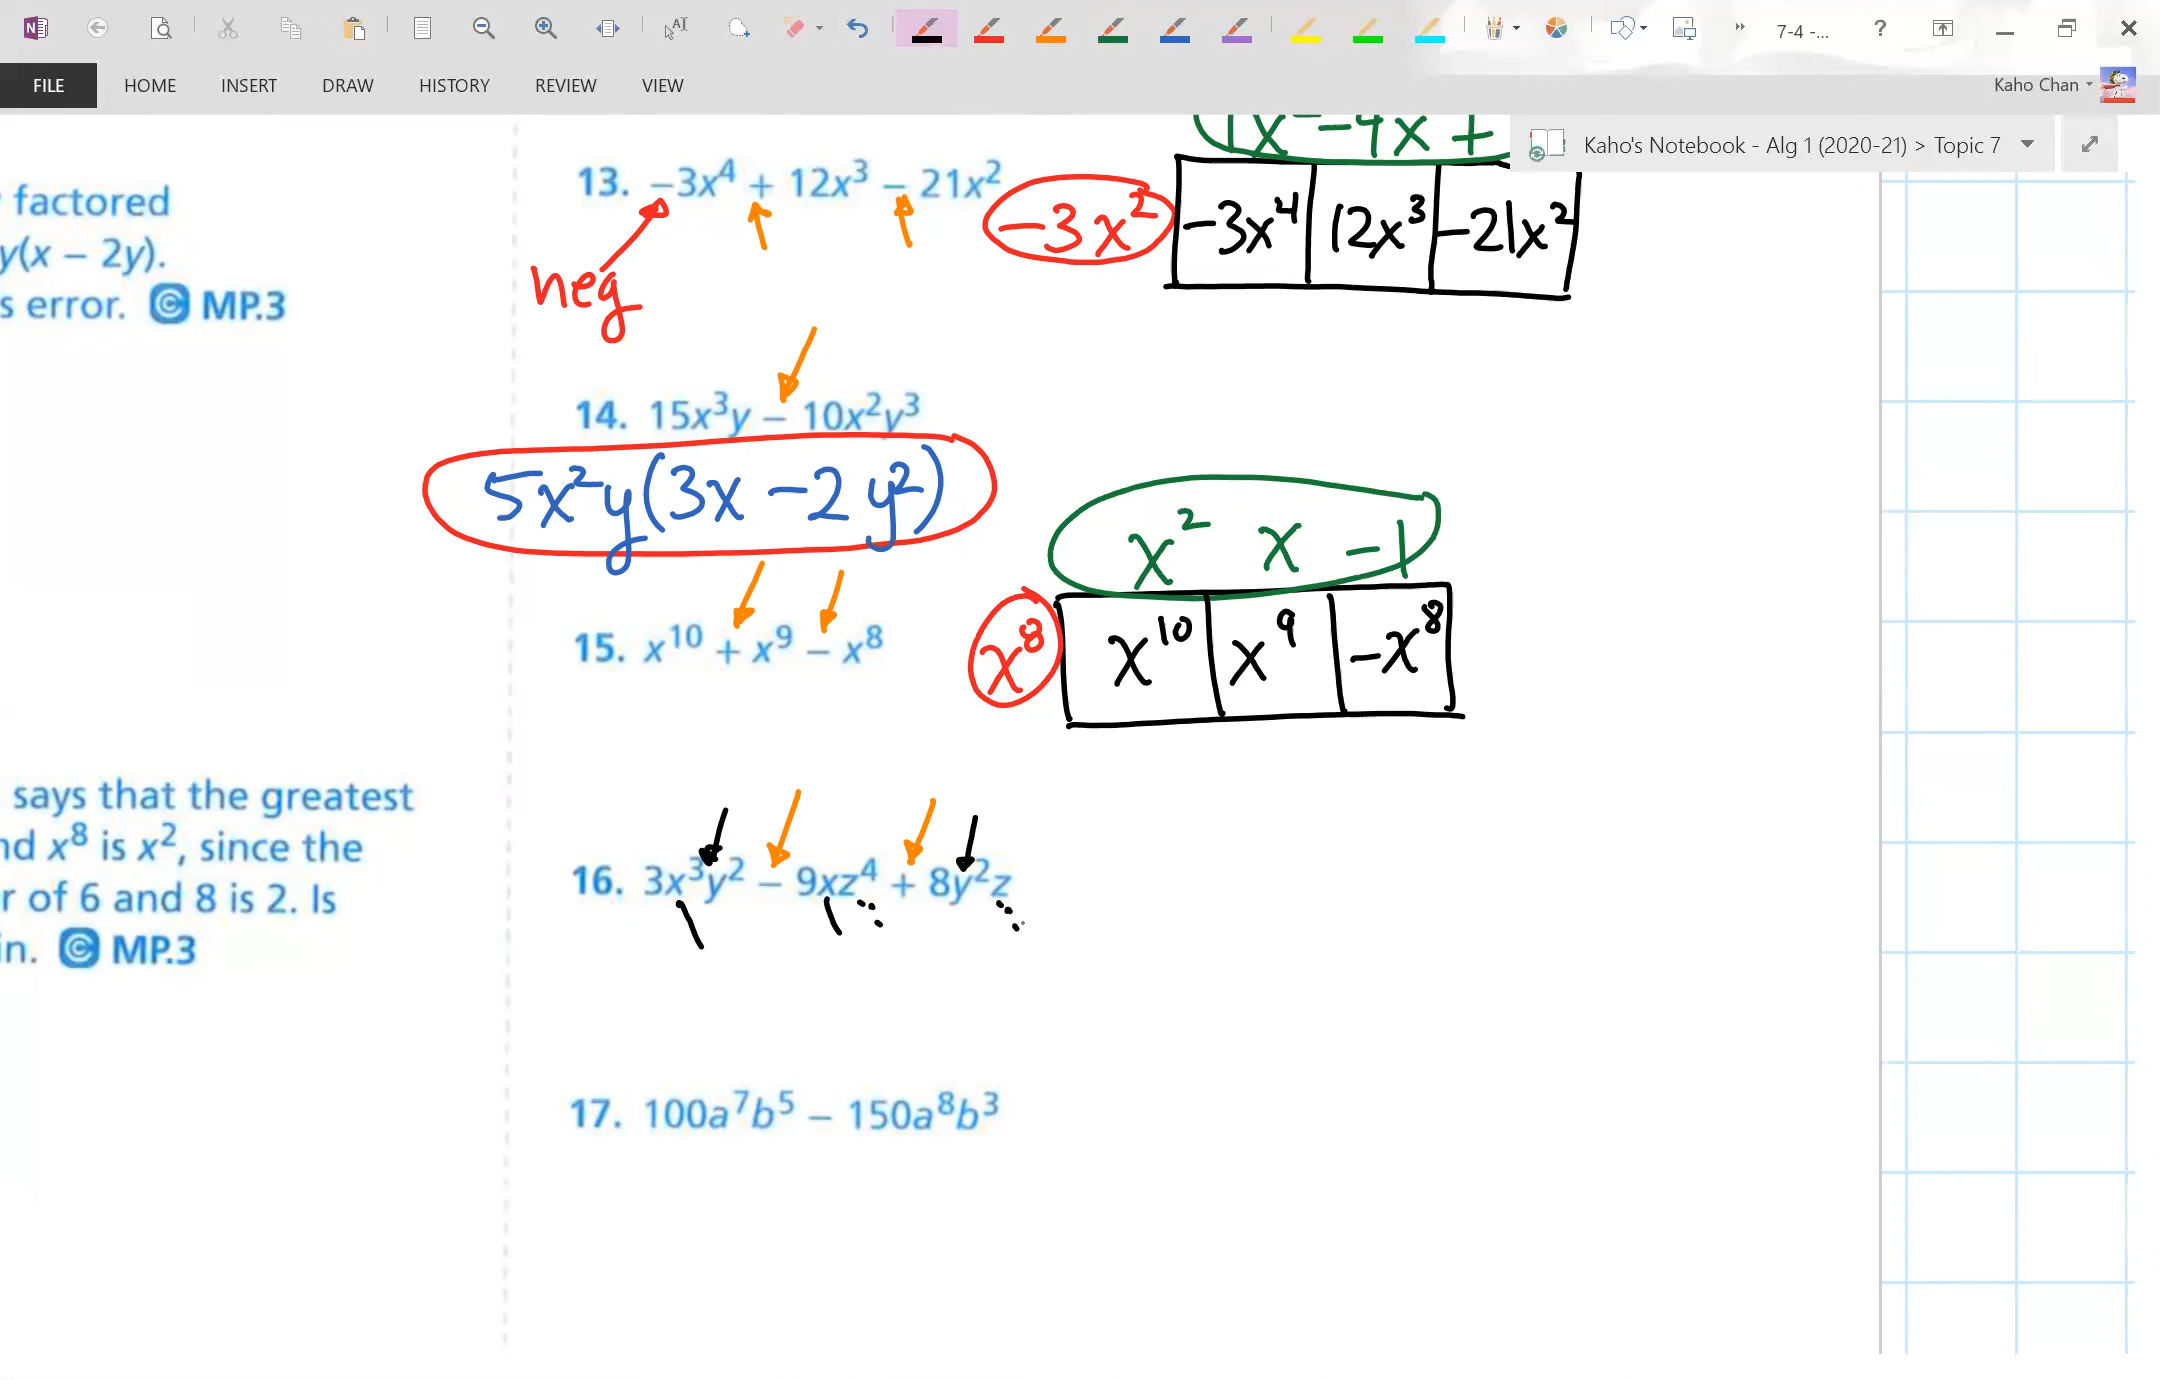 7-4 -... ?
FILE HOME INSERT DRAW HISTORY REVIEW VIEW Kaho Chan
Kaho's Notebook - Alg 1 (2020-21) > Topic 7
factored
y(x − 2y).
s error. MP.3
says that the greatest
nd x⁸ is x², since the
r of 6 and 8 is 2. Is
in. MP.3
13. −3x⁴ + 12x³ − 21x²
neg
−3x²
−3x⁴ 12x³ −21x²
14. 15x³y − 10x²y³
5x²y(3x − 2y²)
x² x −1
15. x¹⁰ + x⁹ − x⁸
x⁸
x¹⁰ x⁹ −x⁸
16. 3x³y² − 9xz⁴ + 8y²z
17. 100a⁷b⁵ − 150a⁸b³